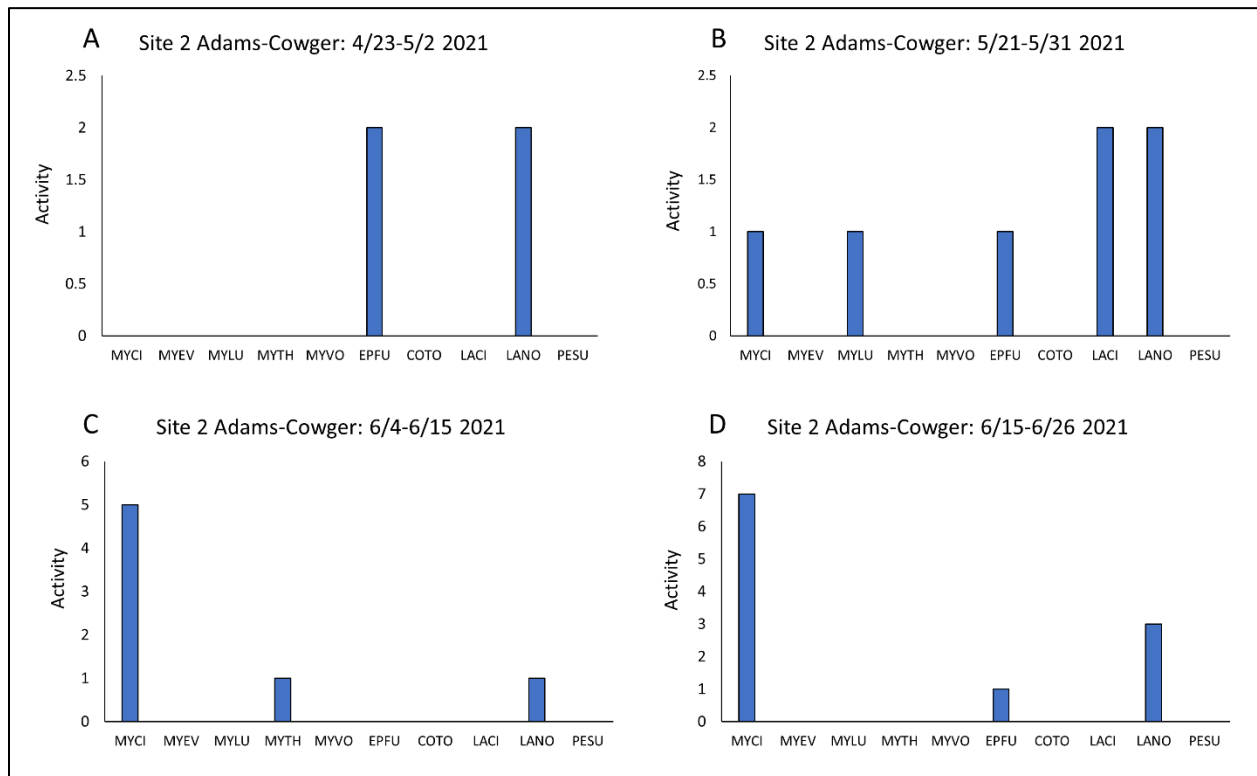 A Site 2 Adams-Cowger: 4/23-5/2 2021
2.5
2
1.5
1
0.5
0
Activity
MYCI MYEV MYLU MYTH MYVO EPFU COTO LACI LANO PESU
B Site 2 Adams-Cowger: 5/21-5/31 2021
2.5
2
1.5
1
0.5
0
Activity
MYCI MYEV MYLU MYTH MYVO EPFU COTO LACI LANO PESU
C Site 2 Adams-Cowger: 6/4-6/15 2021
6
5
4
3
2
1
0
Activity
MYCI MYEV MYLU MYTH MYVO EPFU COTO LACI LANO PESU
D Site 2 Adams-Cowger: 6/15-6/26 2021
8
7
6
5
4
3
2
1
0
Activity
MYCI MYEV MYLU MYTH MYVO EPFU COTO LACI LANO PESU